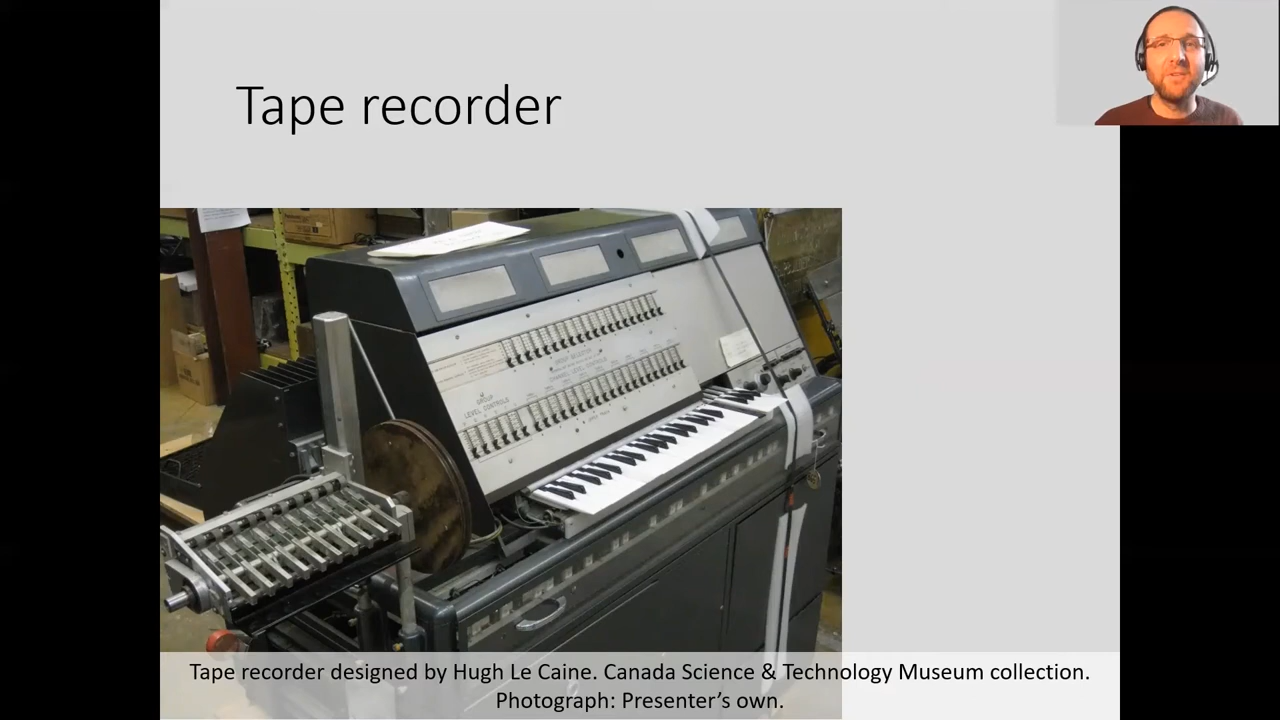 Tape recorder
GROUP
LEVEL CONTROLS
Tape recorder designed by Hugh Le Caine. Canada Science & Technology Museum collection.
Photograph: Presenter’s own.